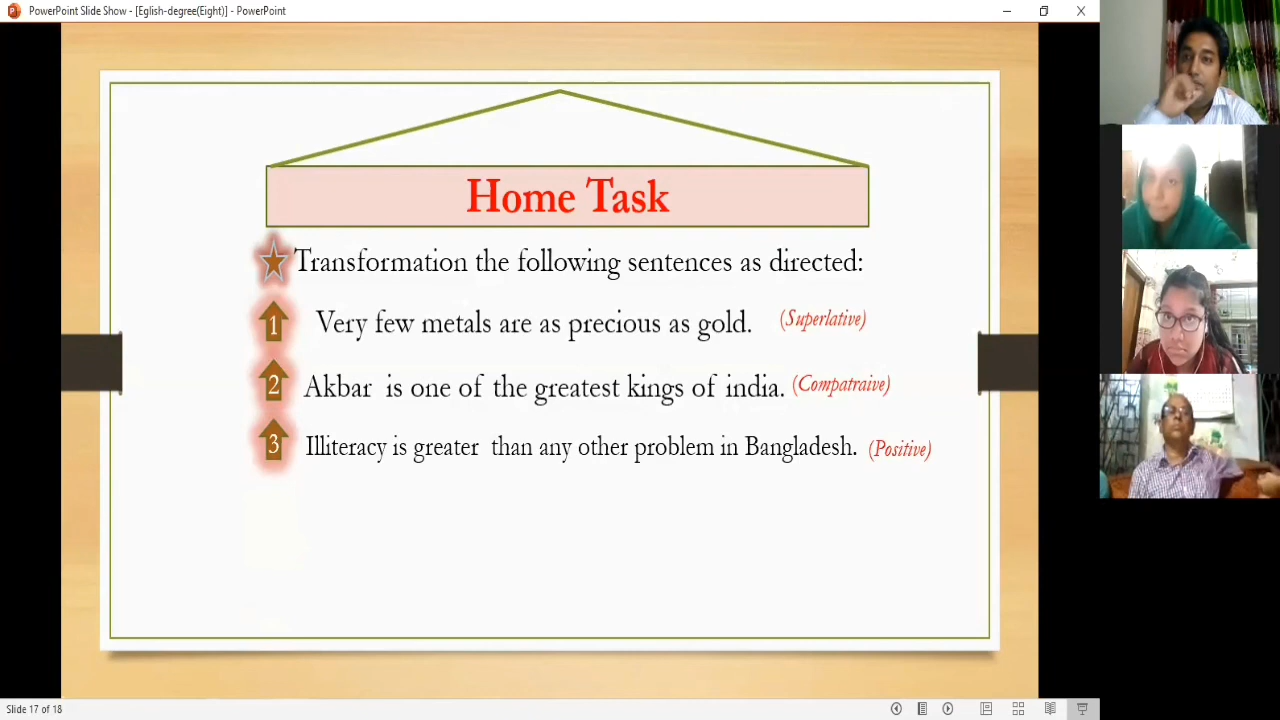 PowerPoint Slide Show - [Eglish-degree(Eight)] - PowerPoint
Home Task
Transformation the following sentences as directed:
1 Very few metals are as precious as gold. (Superlative)
2 Akbar is one of the greatest kings of india. (Compatraive)
3 Illiteracy is greater than any other problem in Bangladesh. (Positive)
Slide 17 of 18